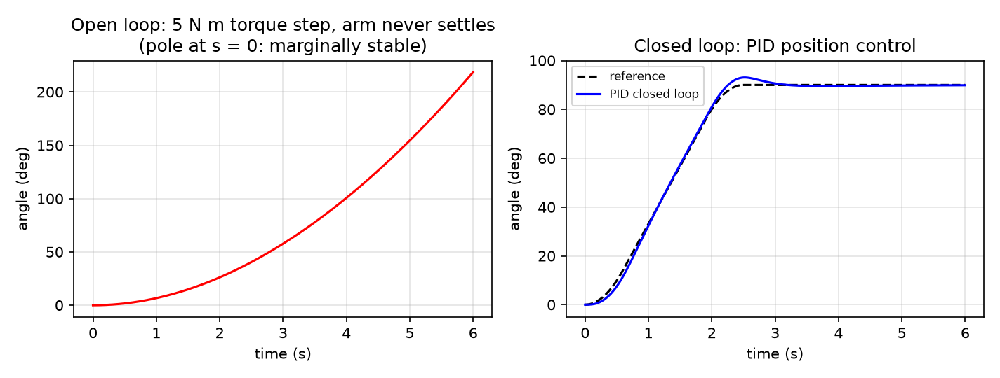 Open loop: 5 N m torque step, arm never settles
(pole at s = 0: marginally stable)
angle (deg)
200
150
100
50
0
0 1 2 3 4 5 6
time (s)
Closed loop: PID position control
reference
PID closed loop
angle (deg)
100
80
60
40
20
0
0 1 2 3 4 5 6
time (s)